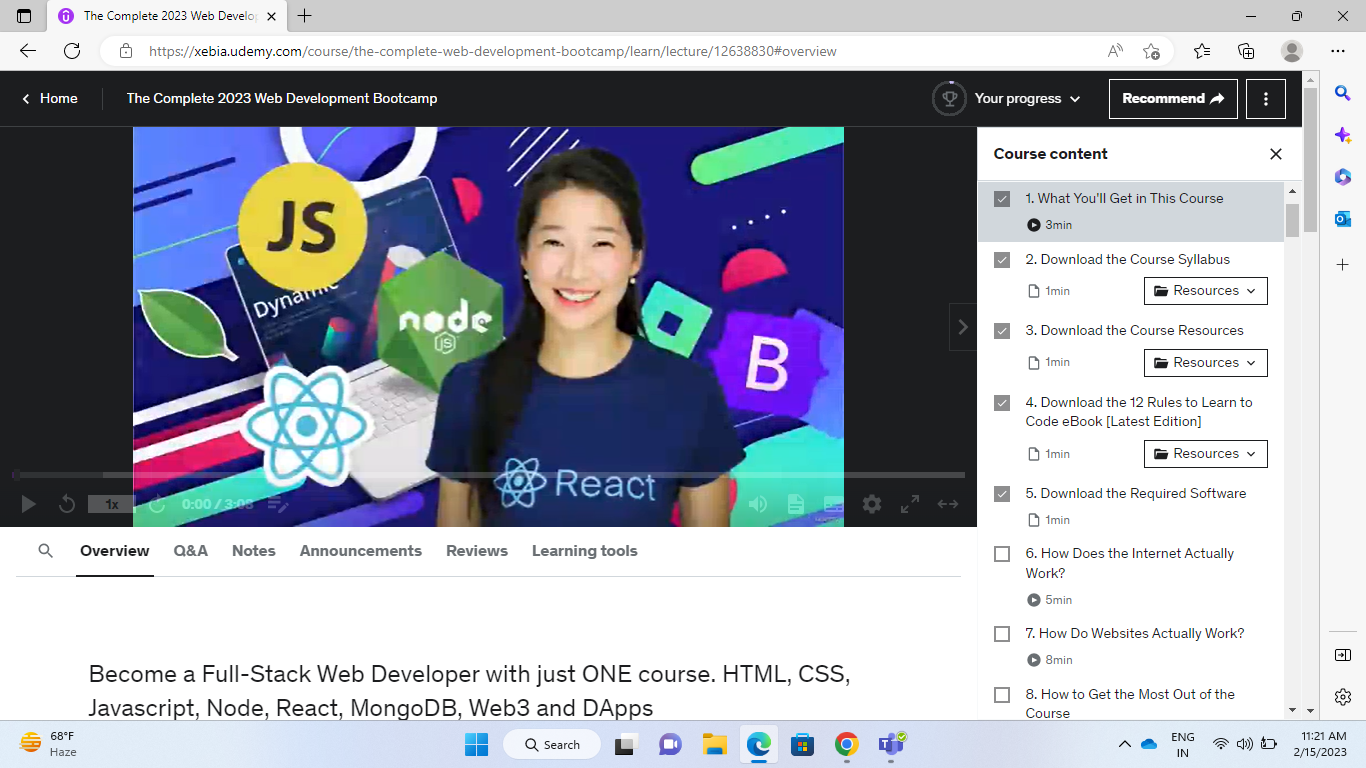 The Complete 2023 Web Develo
https://xebia.udemy.com/course/the-complete-web-development-bootcamp/learn/lecture/12638830#overview
Home
The Complete 2023 Web Development Bootcamp
Your progress
Recommend
JS
Dynamic
node
JS
B
React
1x
0:00 / 3:03
Course content
1. What You'll Get in This Course
3min
2. Download the Course Syllabus
1min
Resources
3. Download the Course Resources
1min
Resources
4. Download the 12 Rules to Learn to
Code eBook [Latest Edition]
1min
Resources
5. Download the Required Software
1min
6. How Does the Internet Actually
Work?
5min
7. How Do Websites Actually Work?
8min
8. How to Get the Most Out of the
Course
Overview
Q&A
Notes
Announcements
Reviews
Learning tools
Become a Full-Stack Web Developer with just ONE course. HTML, CSS,
Javascript, Node, React, MongoDB, Web3 and DApps
68°F
Haze
Search
ENG
IN
11:21 AM
2/15/2023